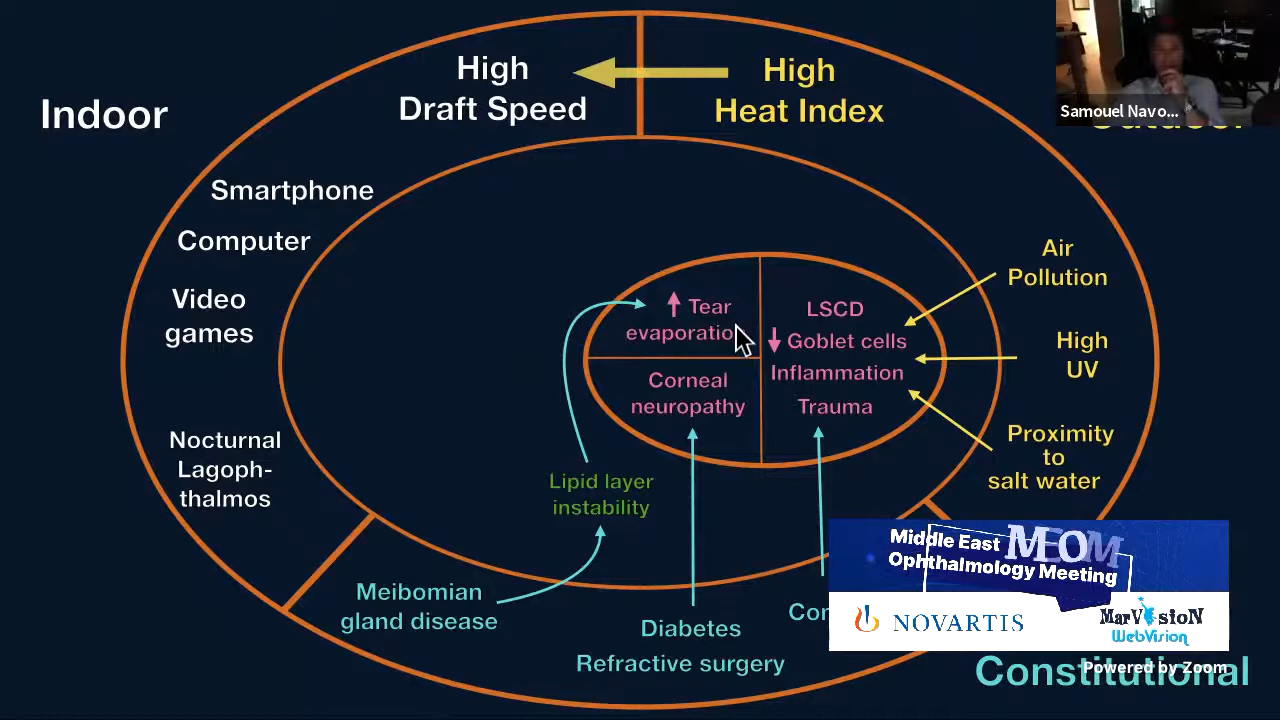 Indoor
High
Draft Speed
High
Heat Index
Samouel Navo...
Smartphone
Computer
Video
games
Nocturnal
Lagoph-
thalmos
Tear
evaporation
LSCD
Goblet cells
Inflammation
Trauma
Corneal
neuropathy
Air
Pollution
High
UV
Proximity
to
salt water
Lipid layer
instability
Meibomian
gland disease
Diabetes
Refractive surgery
Con
Middle East MEOM
Ophthalmology Meeting
NOVARTIS
MarVisioN
WebVision
Powered by Zoom
Constitutional